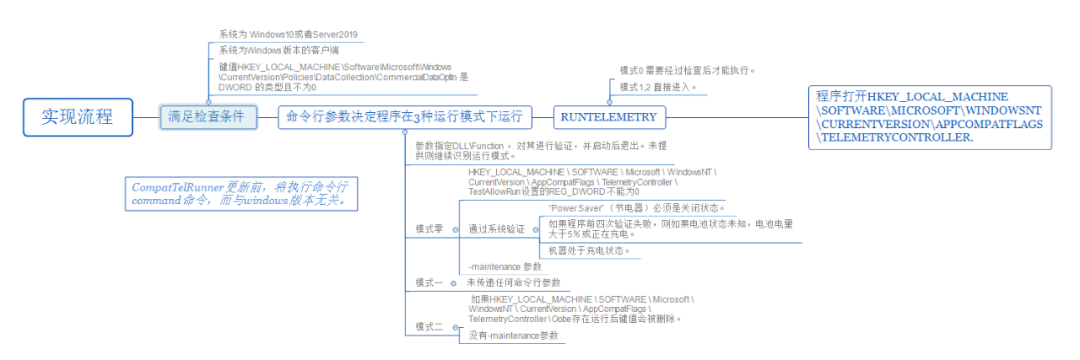 系统为 Windows10或者Server2019
系统为Windows 版本的客户端
键值HKEY_LOCAL_MACHINE\Software\Microsoft\Windows
\CurrentVersion\Policies\DataCollection\CommercialDataOptIn 是
DWORD 的类型且不为0
实现流程
满足检查条件
命令行参数决定程序在3种运行模式下运行
模式0 需要经过检查后才能执行。
模式1,2 直接进入。
RUNTELEMETRY
程序打开HKEY_LOCAL_MACHINE
\SOFTWARE\MICROSOFT\WINDOWSNT
\CURRENTVERSION\APPCOMPATFLAGS
\TELEMETRYCONTROLLER.
CompatTelRunner更新前，将执行命令行
command命令，而与windows版本无关。
参数指定DLL\Function ，对其进行验证，并启动后退出。未提
供则继续识别运行模式。
模式零
通过系统验证
HKEY_LOCAL_MACHINE \ SOFTWARE \ Microsoft \ WindowsNT \
CurrentVersion \ AppCompatFlags \ TelemetryController \
TestAllowRun设置的REG_DWORD不能为0
“Power Saver”（节电器）必须是关闭状态。
如果程序前四次验证失败，则如果电池状态未知，电池电量
大于5%或正在充电。
机器处于充电状态。
-maintenance 参数
模式一
未传递任何命令行参数
模式二
如果HKEY_LOCAL_MACHINE \ SOFTWARE \ Microsoft \
WindowsNT \ CurrentVersion \ AppCompatFlags \
TelemetryController \ Oobe存在运行后键值会被删除。
没有-maintenance参数